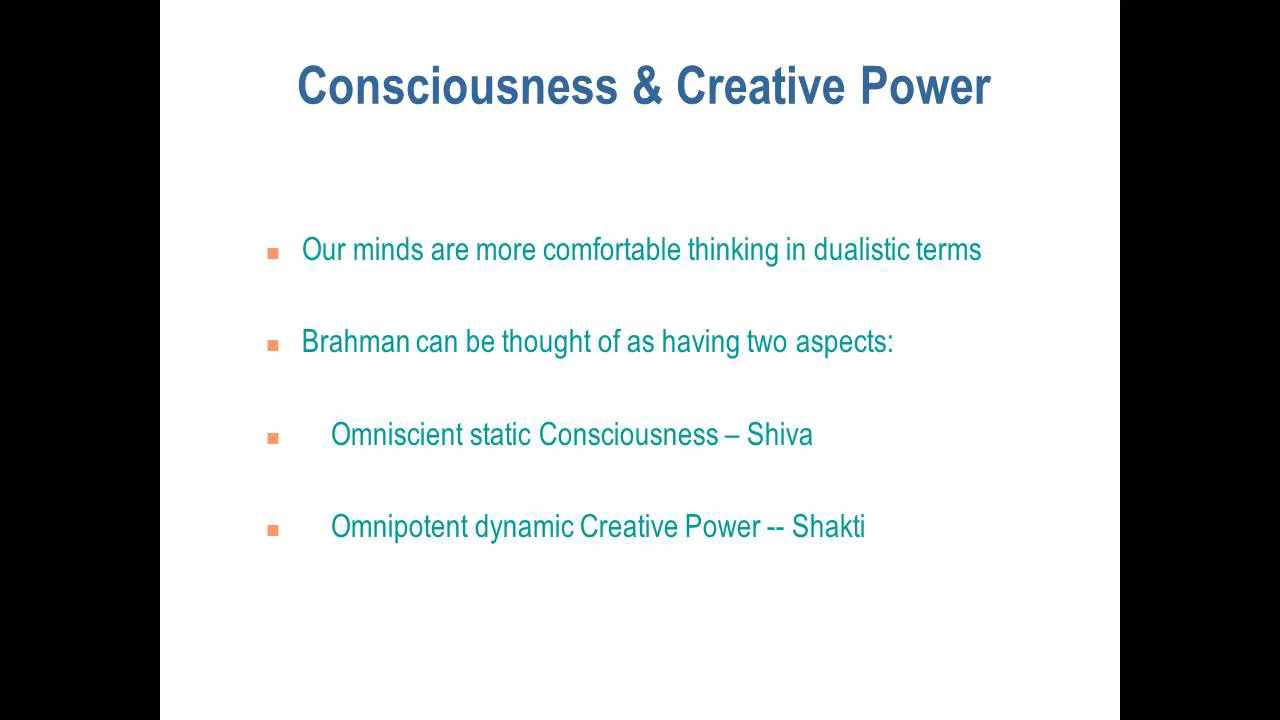 Consciousness & Creative Power
Our minds are more comfortable thinking in dualistic terms
Brahman can be thought of as having two aspects:
Omniscient static Consciousness – Shiva
Omnipotent dynamic Creative Power -- Shakti